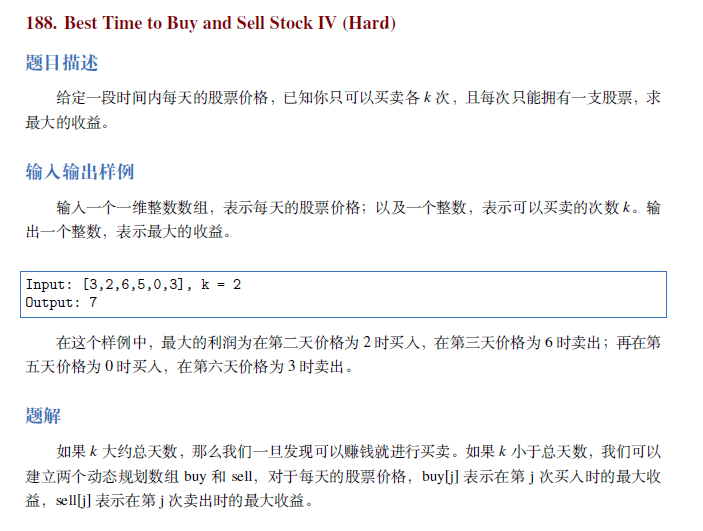 188. Best Time to Buy and Sell Stock IV (Hard)
题目描述
给定一段时间内每天的股票价格，已知你只可以买卖各 k 次，且每次只能拥有一支股票，求
最大的收益。
输入输出样例
输入一个一维整数数组，表示每天的股票价格；以及一个整数，表示可以买卖的次数 k。输
出一个整数，表示最大的收益。
Input: [3,2,6,5,0,3], k = 2
Output: 7
在这个样例中，最大的利润为在第二天价格为 2 时买入，在第三天价格为 6 时卖出；再在第
五天价格为 0 时买入，在第六天价格为 3 时卖出。
题解
如果 k 大约总天数，那么我们一旦发现可以赚钱就进行买卖。如果 k 小于总天数，我们可以
建立两个动态规划数组 buy 和 sell，对于每天的股票价格，buy[j] 表示在第 j 次买入时的最大收
益，sell[j] 表示在第 j 次卖出时的最大收益。